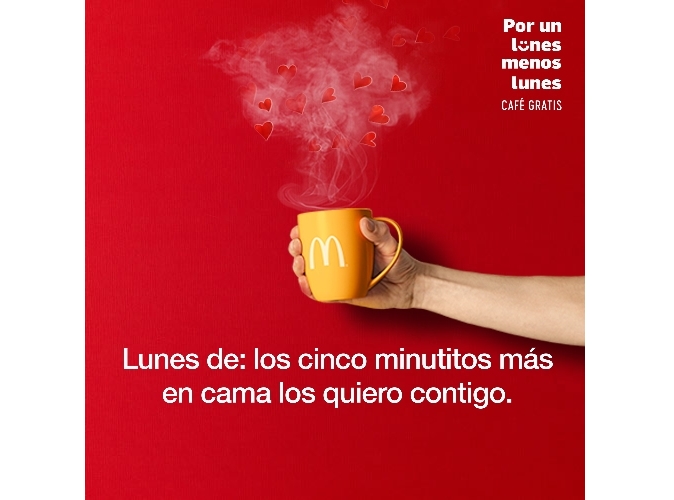 Por un
lunes
menos
lunes
CAFÉ GRATIS
M
Lunes de: los cinco minutitos más
en cama los quiero contigo.